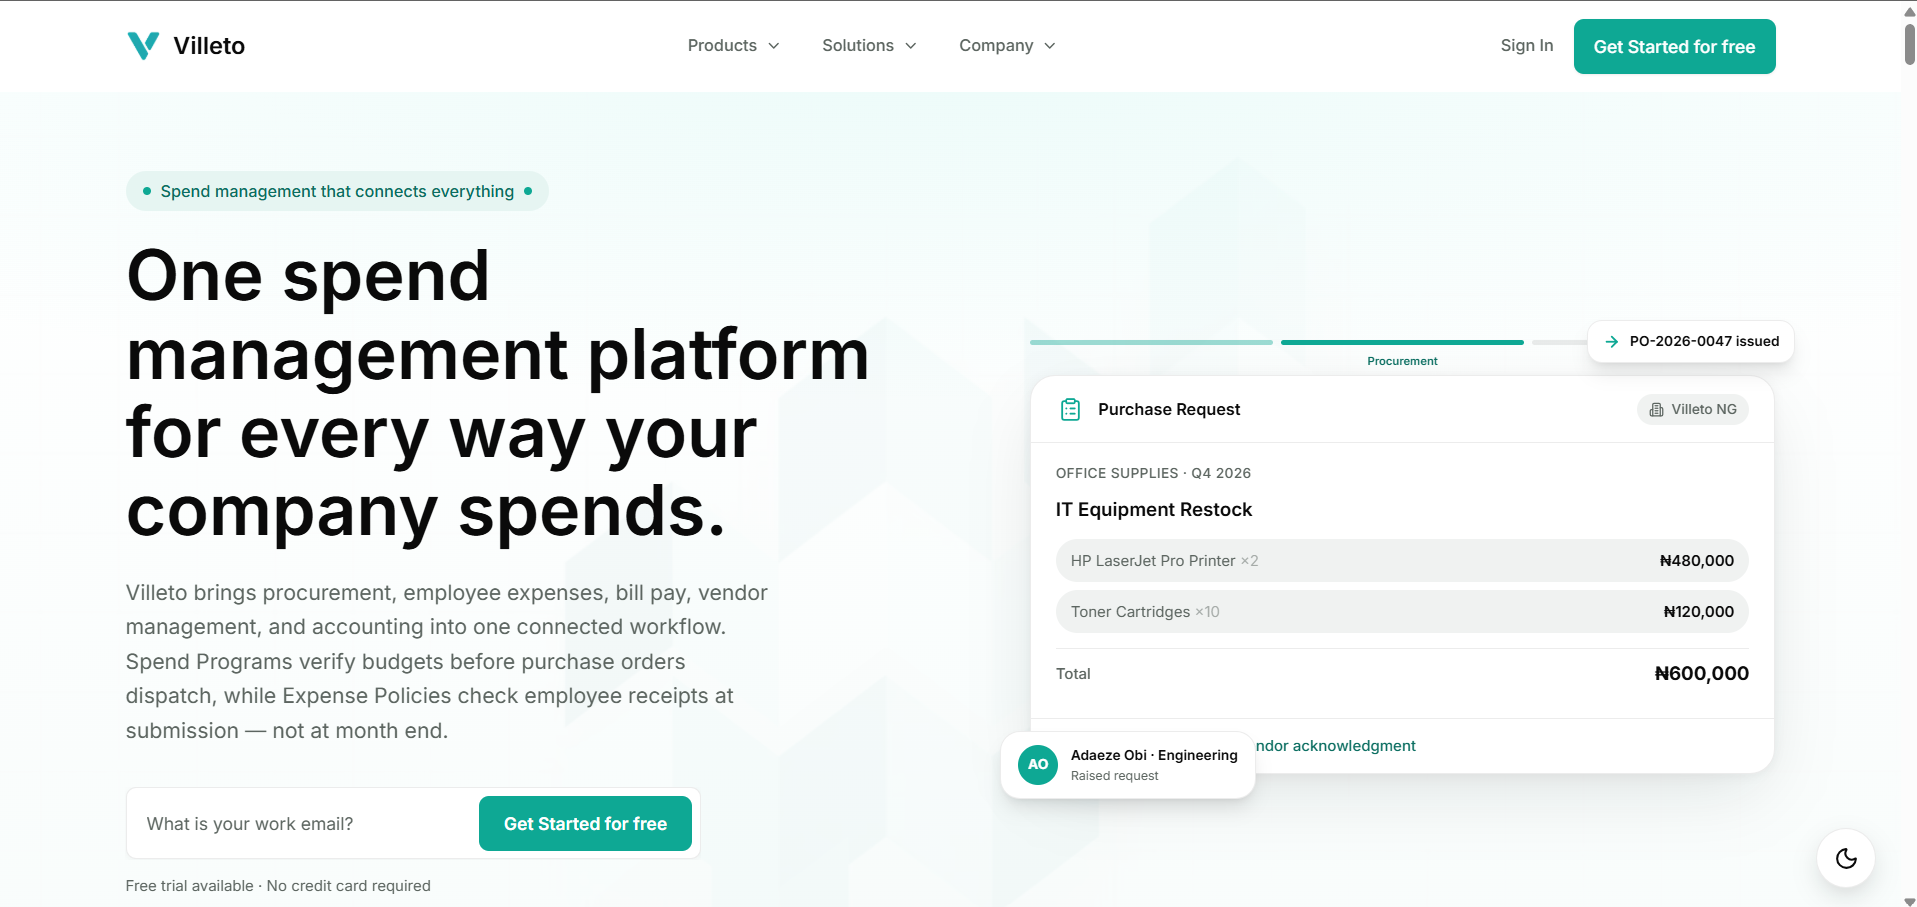 Villeto
Products
Solutions
Company
Sign In
Get Started for free
Spend management that connects everything
One spend
management platform
for every way your
company spends.
Villeto brings procurement, employee expenses, bill pay, vendor
management, and accounting into one connected workflow.
Spend Programs verify budgets before purchase orders
dispatch, while Expense Policies check employee receipts at
submission — not at month end.
What is your work email?
Get Started for free
Free trial available · No credit card required
PO-2026-0047 issued
Procurement
Purchase Request
Villeto NG
OFFICE SUPPLIES · Q4 2026
IT Equipment Restock
HP LaserJet Pro Printer ×2 ₦480,000
Toner Cartridges ×10 ₦120,000
Total ₦600,000
ndor acknowledgment
AO
Adaeze Obi · Engineering
Raised request